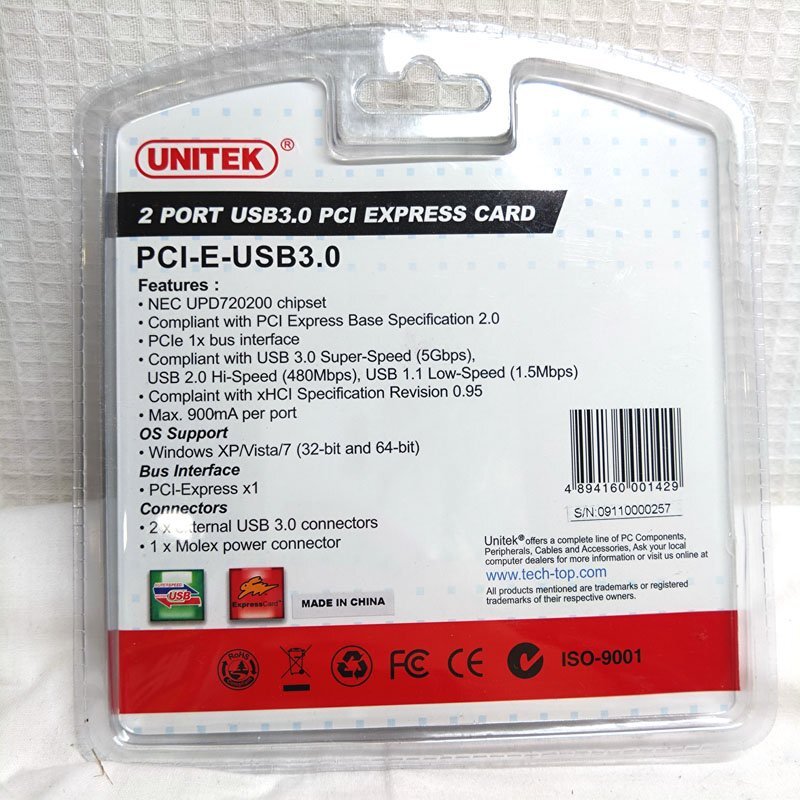 UNITEK®
2 PORT USB3.0 PCI EXPRESS CARD
PCI-E-USB3.0
Features :
• NEC UPD720200 chipset
• Compliant with PCI Express Base Specification 2.0
• PCIe 1x bus interface
• Compliant with USB 3.0 Super-Speed (5Gbps),
USB 2.0 Hi-Speed (480Mbps), USB 1.1 Low-Speed (1.5Mbps)
• Complaint with xHCI Specification Revision 0.95
• Max. 900mA per port
OS Support
• Windows XP/Vista/7 (32-bit and 64-bit)
Bus Interface
• PCI-Express x1
Connectors
• 2 x external USB 3.0 connectors
• 1 x Molex power connector
4 894160 001429
S/N:09110000257
Unitek® offers a complete line of PC Components,
Peripherals, Cables and Accessories, Ask your local
computer dealers for more information or visit us online at
www.tech-top.com
All products mentioned are trademarks or registered
trademarks of their respective owners.
SUPERSPEED
USB
ExpressCard™
MADE IN CHINA
RoHS
FC
CE
ISO-9001